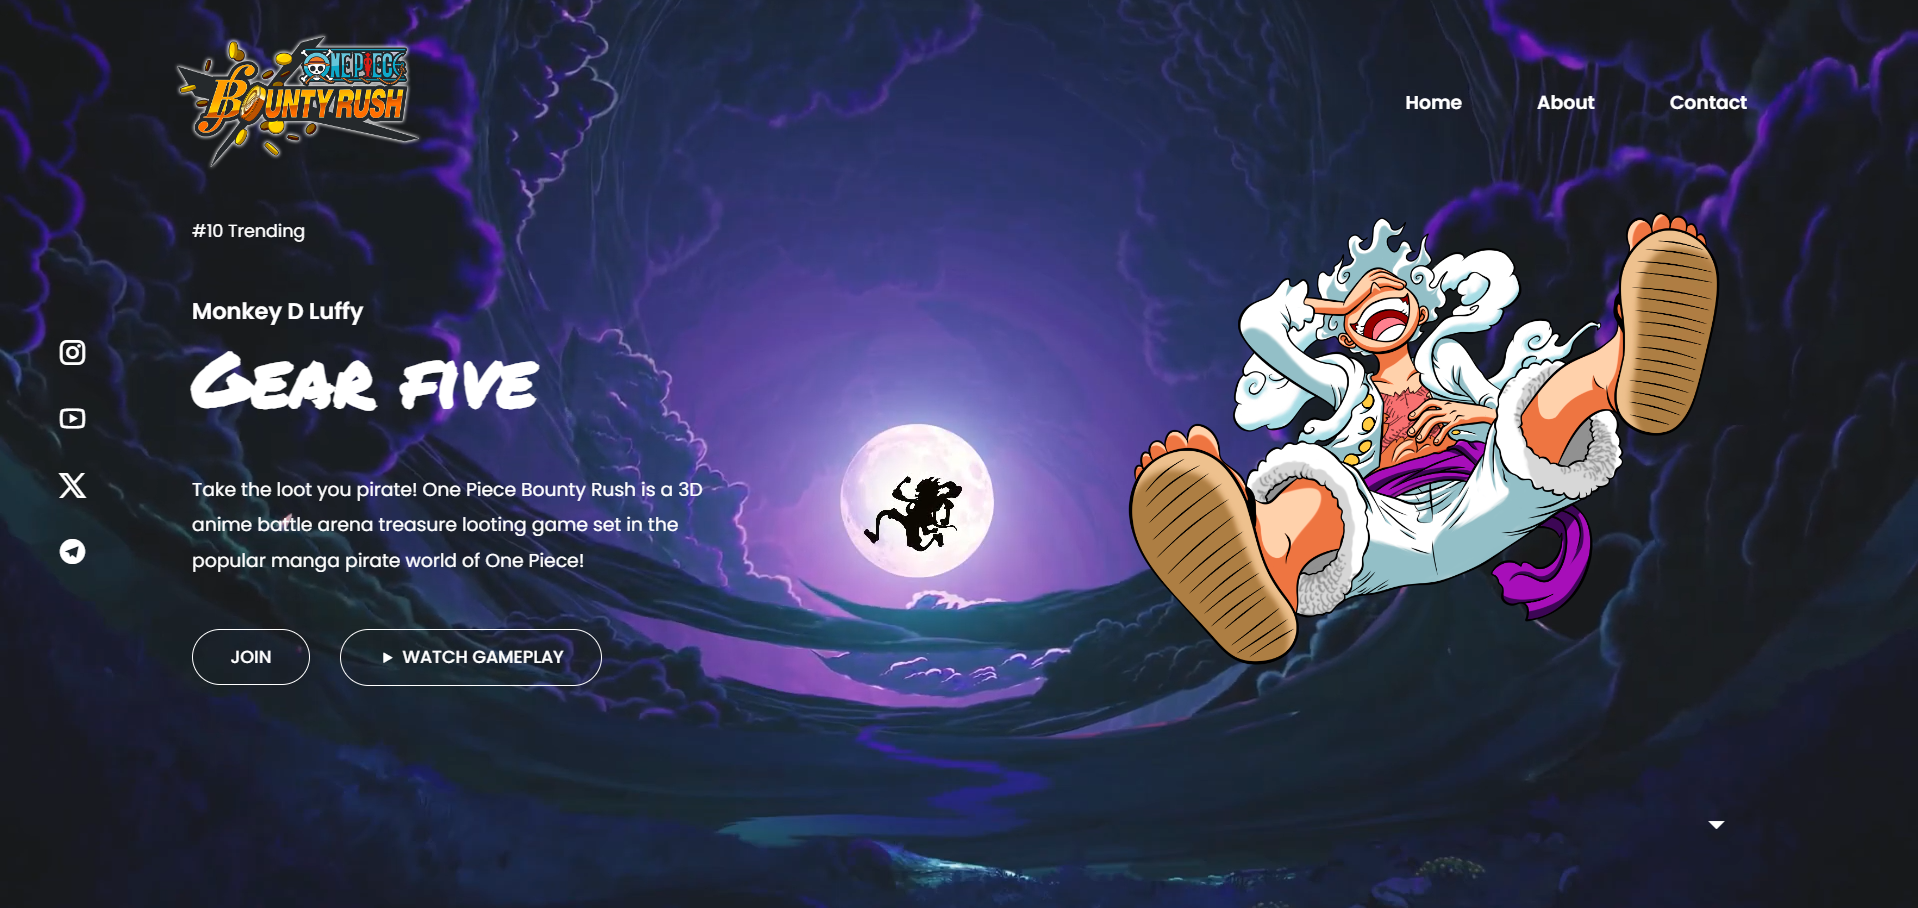 ONE PIECE
BOUNTY RUSH
Home
About
Contact
#10 Trending
Monkey D Luffy
GEAR FIVE
Take the loot you pirate! One Piece Bounty Rush is a 3D
anime battle arena treasure looting game set in the
popular manga pirate world of One Piece!
JOIN
WATCH GAMEPLAY